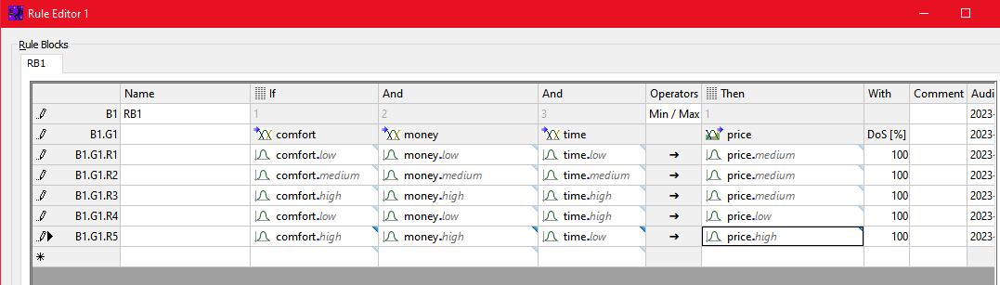 Rule Editor 1
Rule Blocks
RB1
Name If And And Operators Then With Comment Audi
B1 RB1 1 2 3 Min / Max 1 2023-
B1.G1 comfort money time price DoS [%] 2023-
B1.G1.R1 comfort.low money.low time.low ➔ price.medium 100 2023-
B1.G1.R2 comfort.medium money.medium time.medium ➔ price.medium 100 2023-
B1.G1.R3 comfort.high money.high time.high ➔ price.medium 100 2023-
B1.G1.R4 comfort.low money.low time.high ➔ price.low 100 2023-
B1.G1.R5 comfort.high money.high time.low ➔ price.high 100 2023-